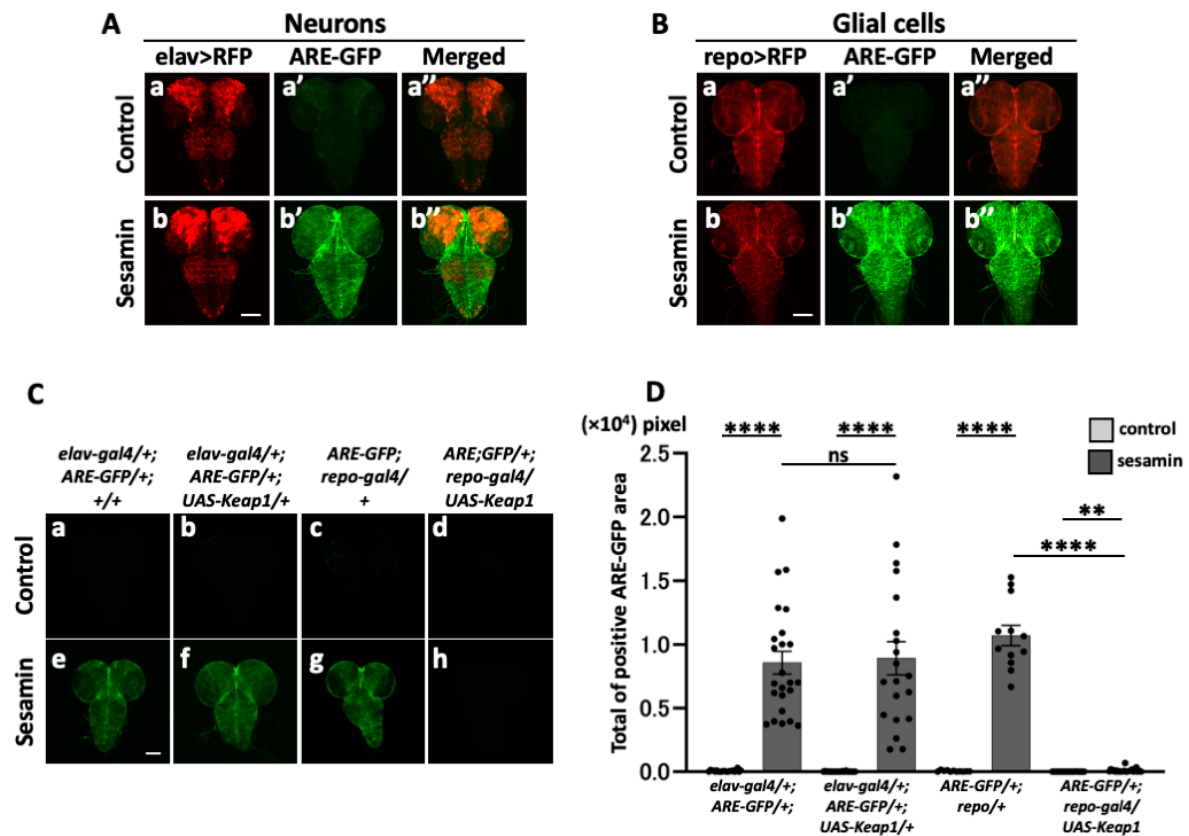 A
Neurons
elav>RFP ARE-GFP Merged
Control
a a' a''
Sesamin
b b' b''
B
Glial cells
repo>RFP ARE-GFP Merged
Control
a a' a''
Sesamin
b b' b''
C
elav-gal4/+;
ARE-GFP/+;
+/+
elav-gal4/+;
ARE-GFP/+;
UAS-Keap1/+
ARE-GFP;
repo-gal4/
+
ARE;GFP/+;
repo-gal4/
UAS-Keap1
Control
a b c d
Sesamin
e f g h
D
(×10⁴) pixel
Total of positive ARE-GFP area
2.5
2.0
1.5
1.0
0.5
0.0
**** **** ****
ns
**
****
control
sesamin
elav-gal4/+;
ARE-GFP/+;
elav-gal4/+;
ARE-GFP/+;
UAS-Keap1/+
ARE-GFP/+;
repo/+
ARE-GFP/+;
repo-gal4/
UAS-Keap1